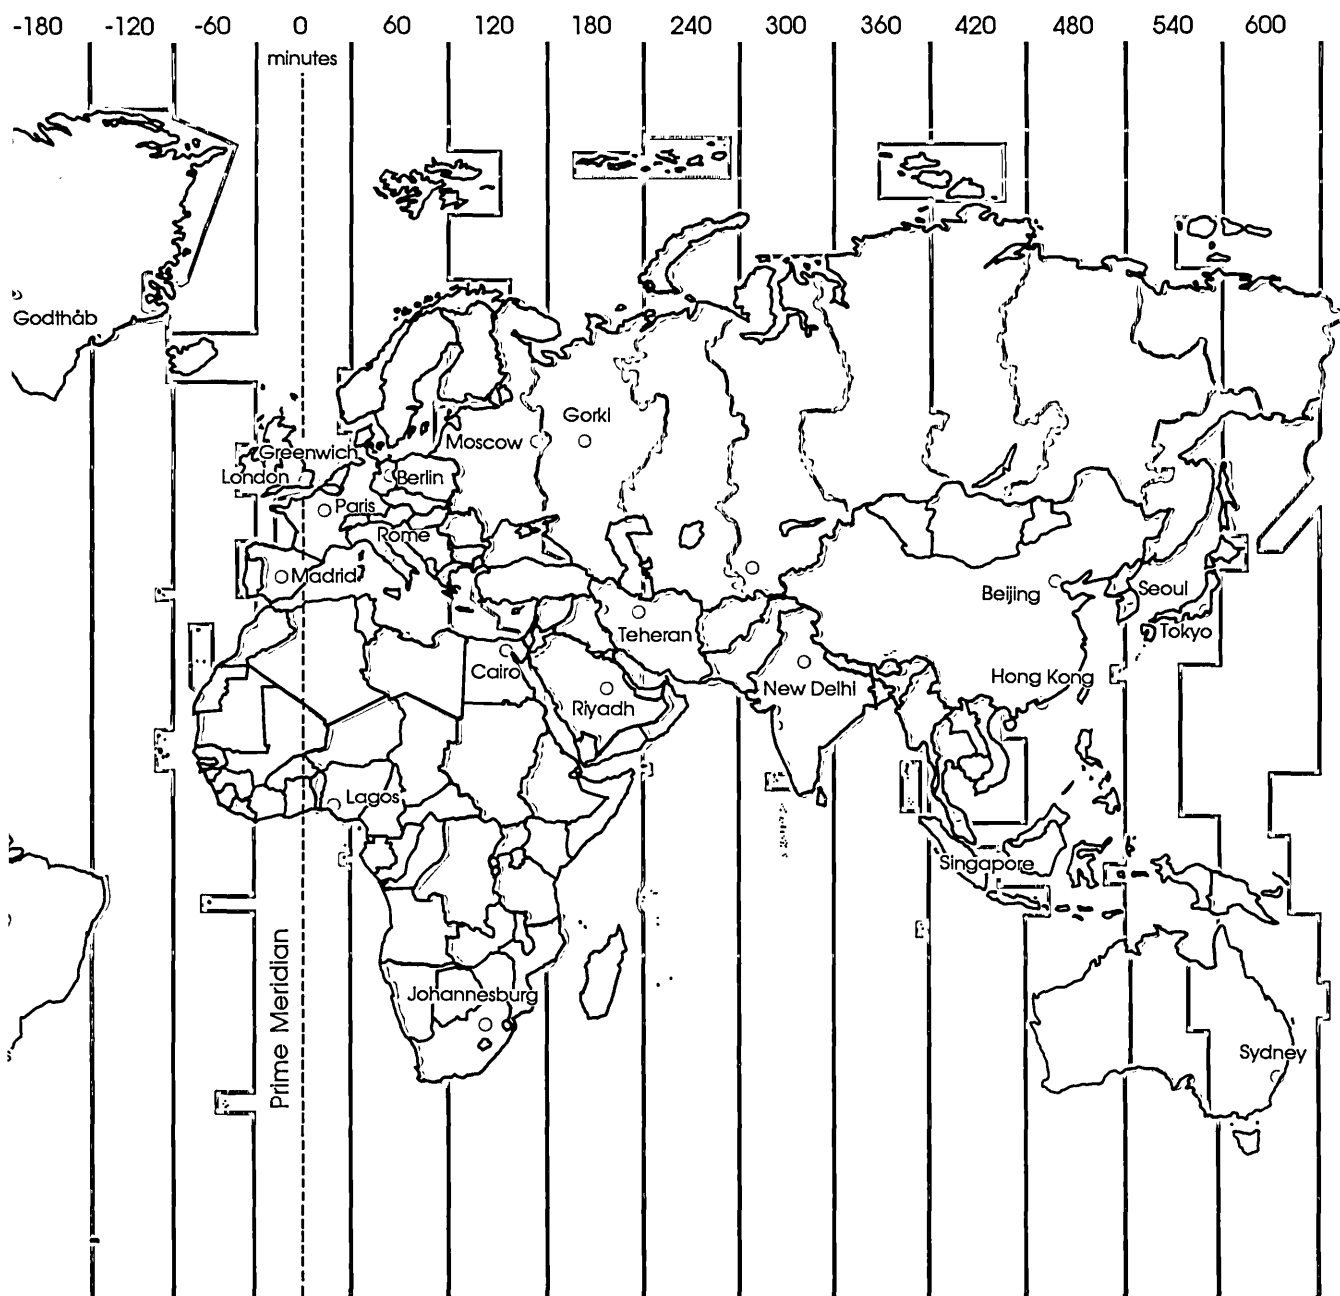 -180 -120 -60 0 60 120 180 240 300 360 420 480 540 600
minutes
Godthåb
Gorki
Moscow
Greenwich
London
Berlin
Paris
Rome
Madrid
Beijing
Seoul
Teheran
Tokyo
Cairo
Hong Kong
New Delhi
Riyadh
Lagos
Singapore
Prime Meridian
Johannesburg
Sydney